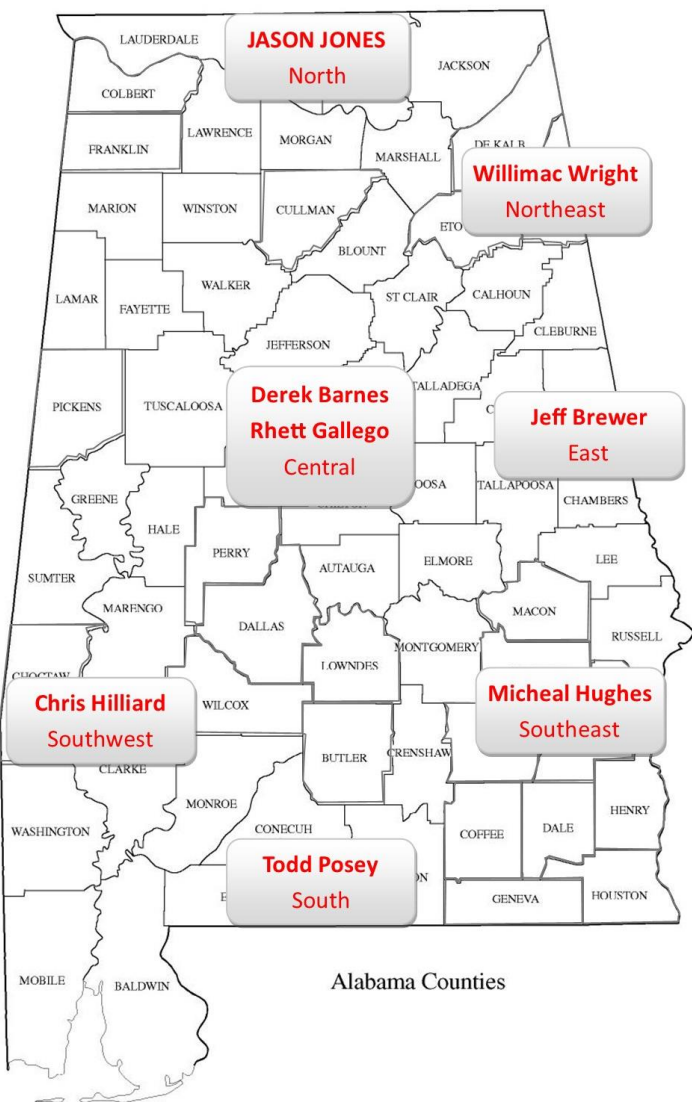 LAUDERDALE
JASON JONES
North
JACKSON
COLBERT
LAWRENCE
MORGAN
FRANKLIN
MARSHALL
DE KALB
Willimac Wright
Northeast
MARION
WINSTON
CULLMAN
ETO
BLOUNT
WALKER
ST CLAIR
CALHOUN
LAMAR
FAYETTE
CLEBURNE
JEFFERSON
TALLADEGA
PICKENS
TUSCALOOSA
Derek Barnes
Rhett Gallego
Central
C
Jeff Brewer
East
OOSA
TALLAPOOSA
CHAMBERS
GREENE
HALE
PERRY
AUTAUGA
ELMORE
LEE
SUMTER
MARENGO
MACON
DALLAS
RUSSELL
MONTGOMERY
LOWNDES
CHOCTAW
Chris Hilliard
Southwest
WILCOX
Micheal Hughes
Southeast
BUTLER
CRENSHAW
CLARKE
MONROE
HENRY
WASHINGTON
CONECUH
COFFEE
DALE
Todd Posey
South
E
ON
GENEVA
HOUSTON
MOBILE
BALDWIN
Alabama Counties